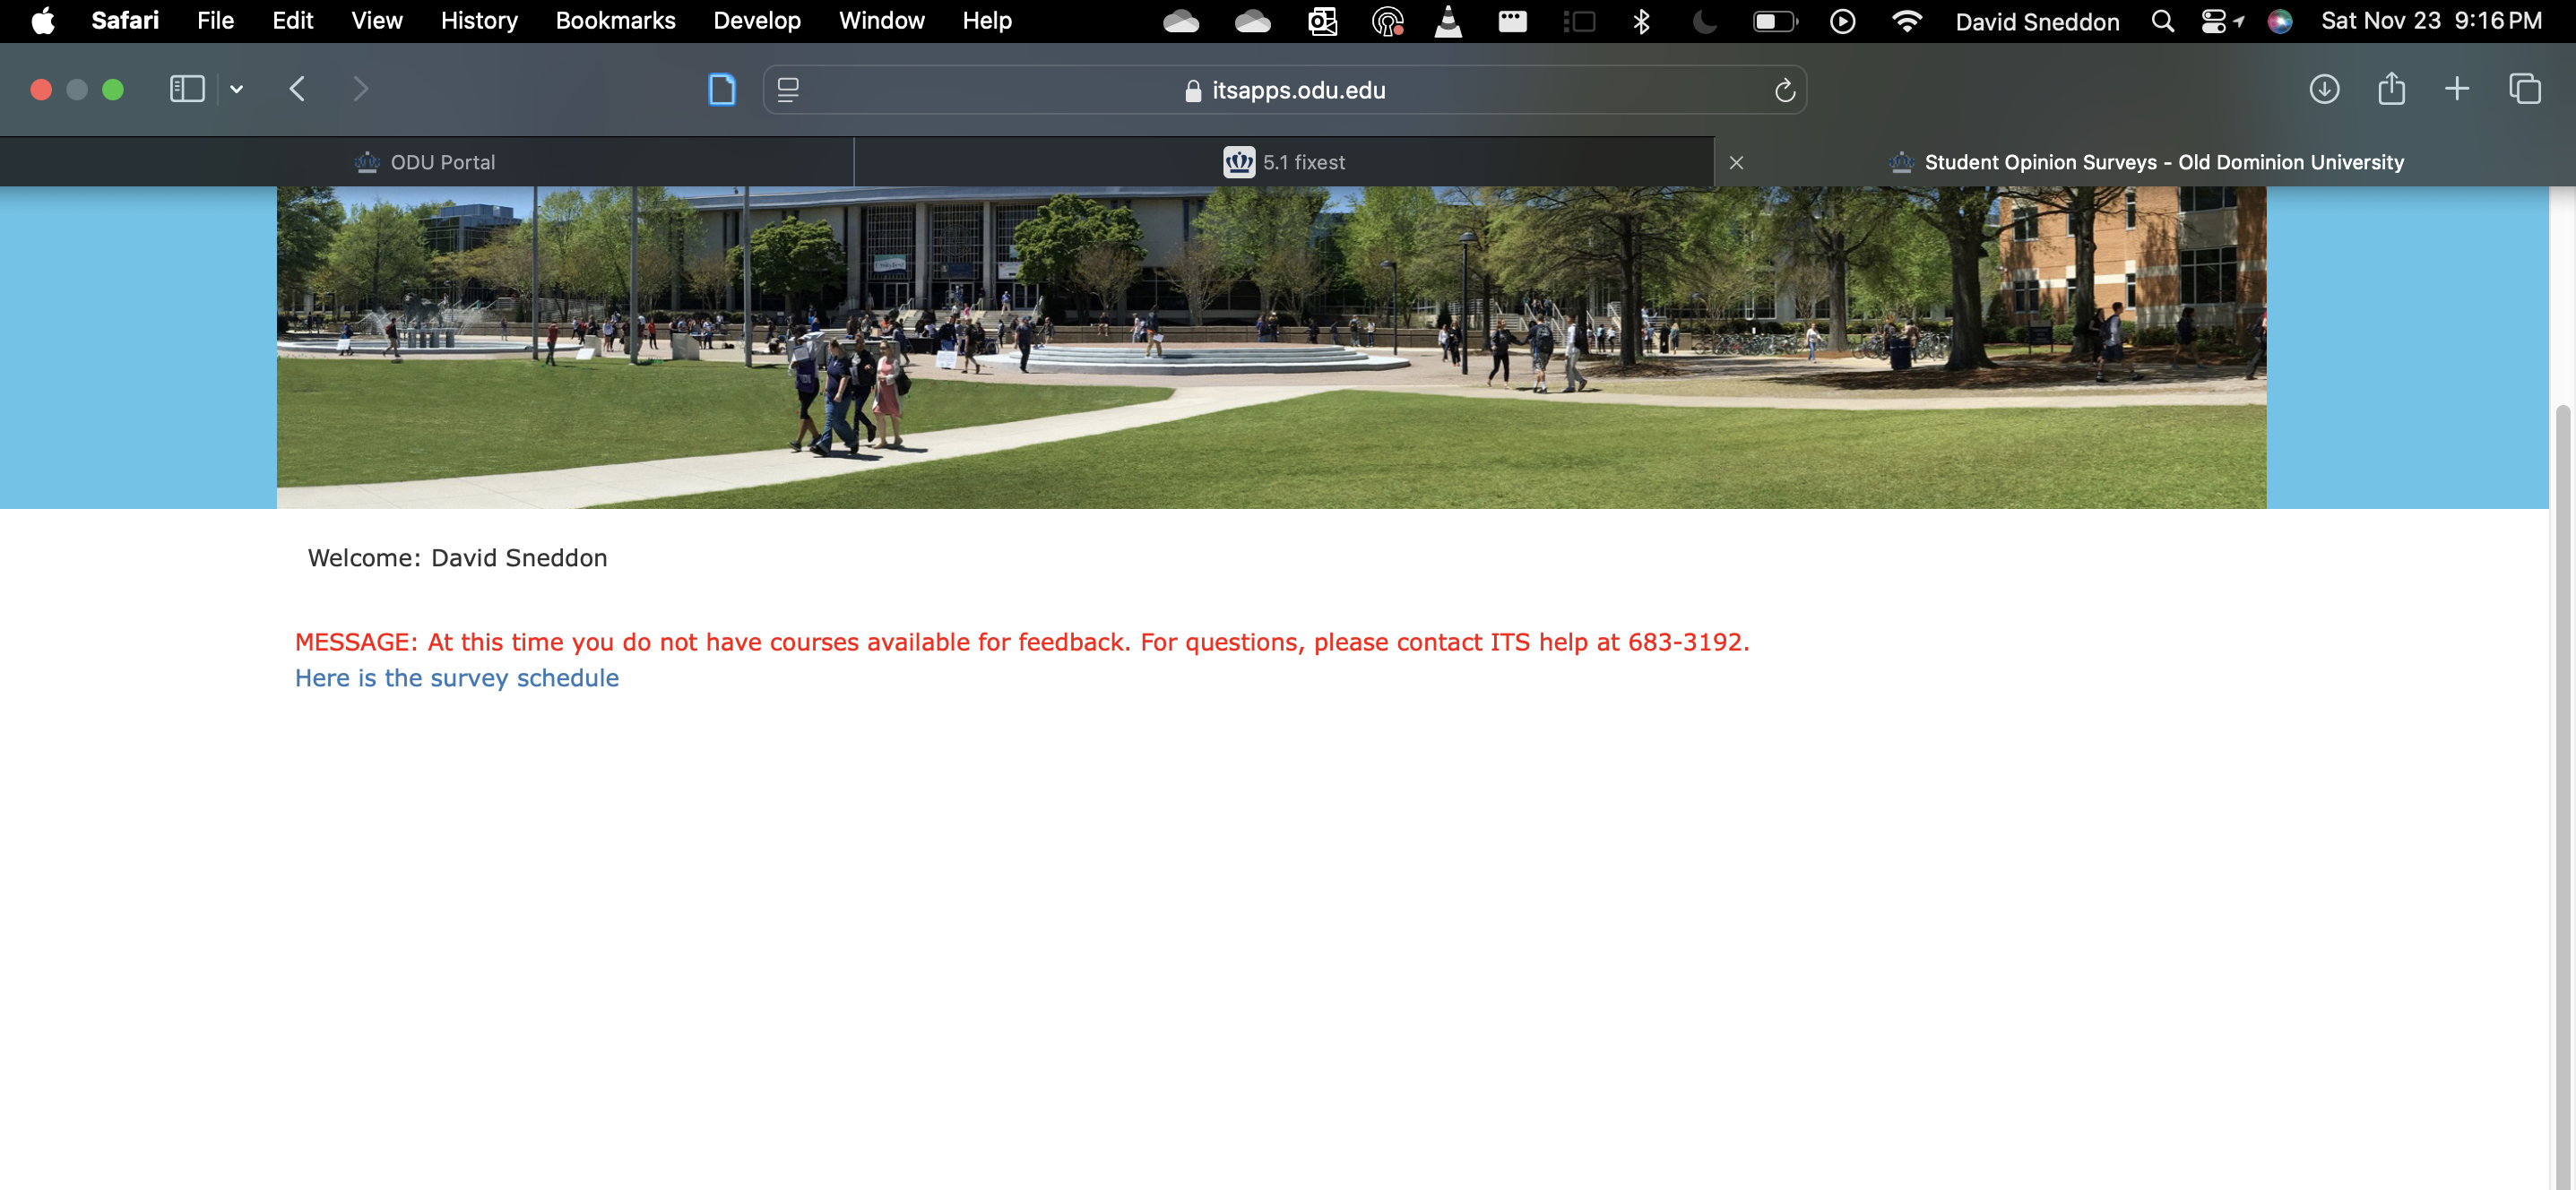 Safari File Edit View History Bookmarks Develop Window Help David Sneddon Sat Nov 23 9:16 PM
itsapps.odu.edu
ODU Portal 5.1 fixest Student Opinion Surveys - Old Dominion University
Welcome: David Sneddon
MESSAGE: At this time you do not have courses available for feedback. For questions, please contact ITS help at 683-3192.
Here is the survey schedule